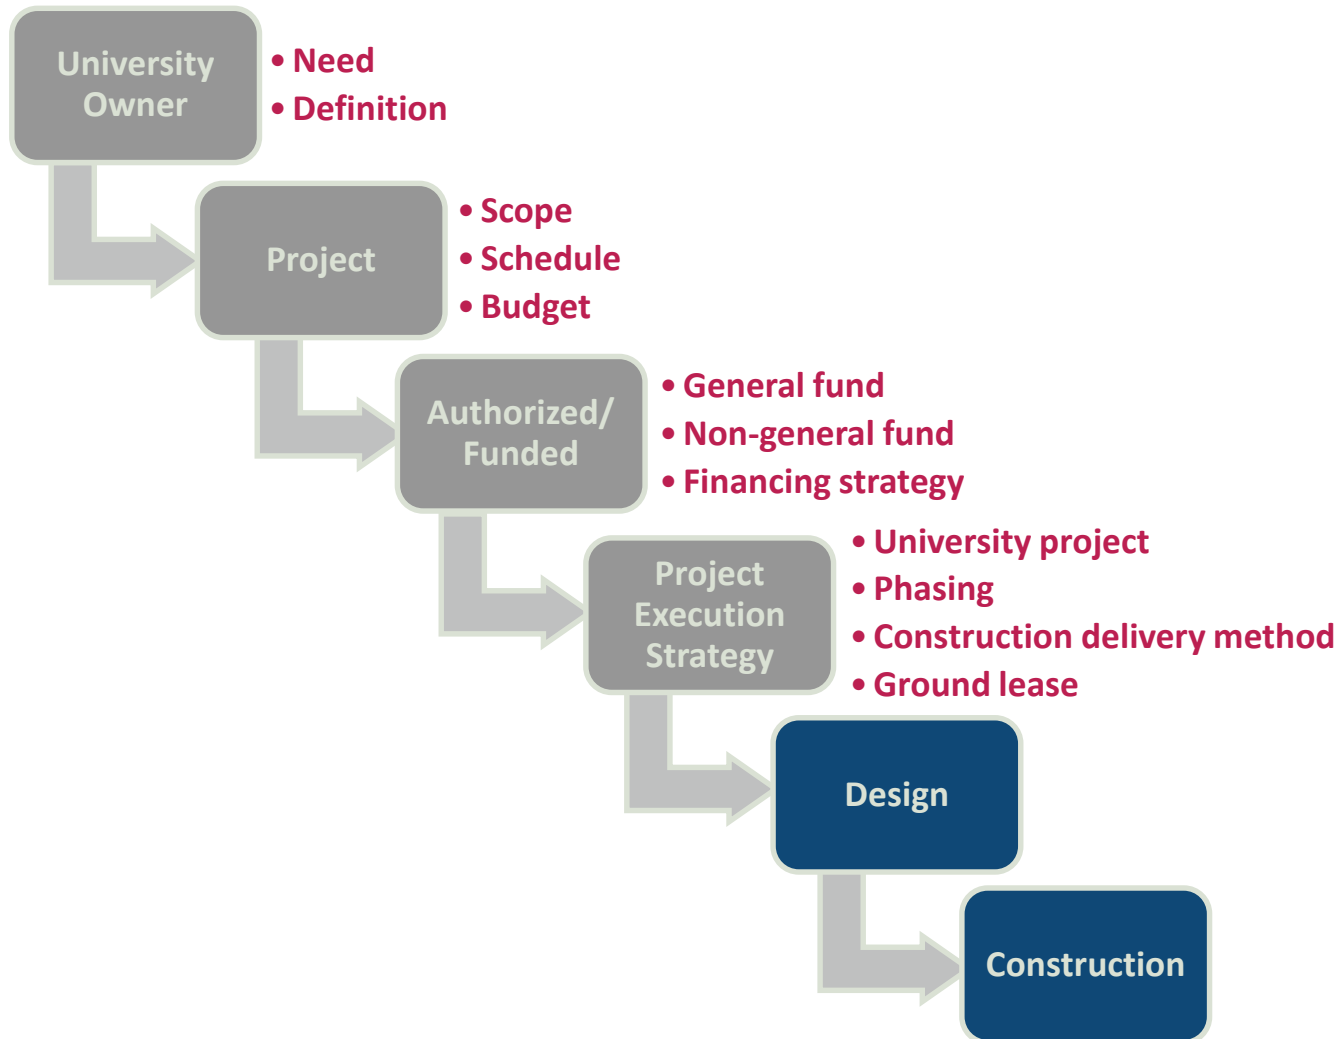 University
Owner
• Need
• Definition
Project
• Scope
• Schedule
• Budget
Authorized/
Funded
• General fund
• Non-general fund
• Financing strategy
Project
Execution
Strategy
• University project
• Phasing
• Construction delivery method
• Ground lease
Design
Construction